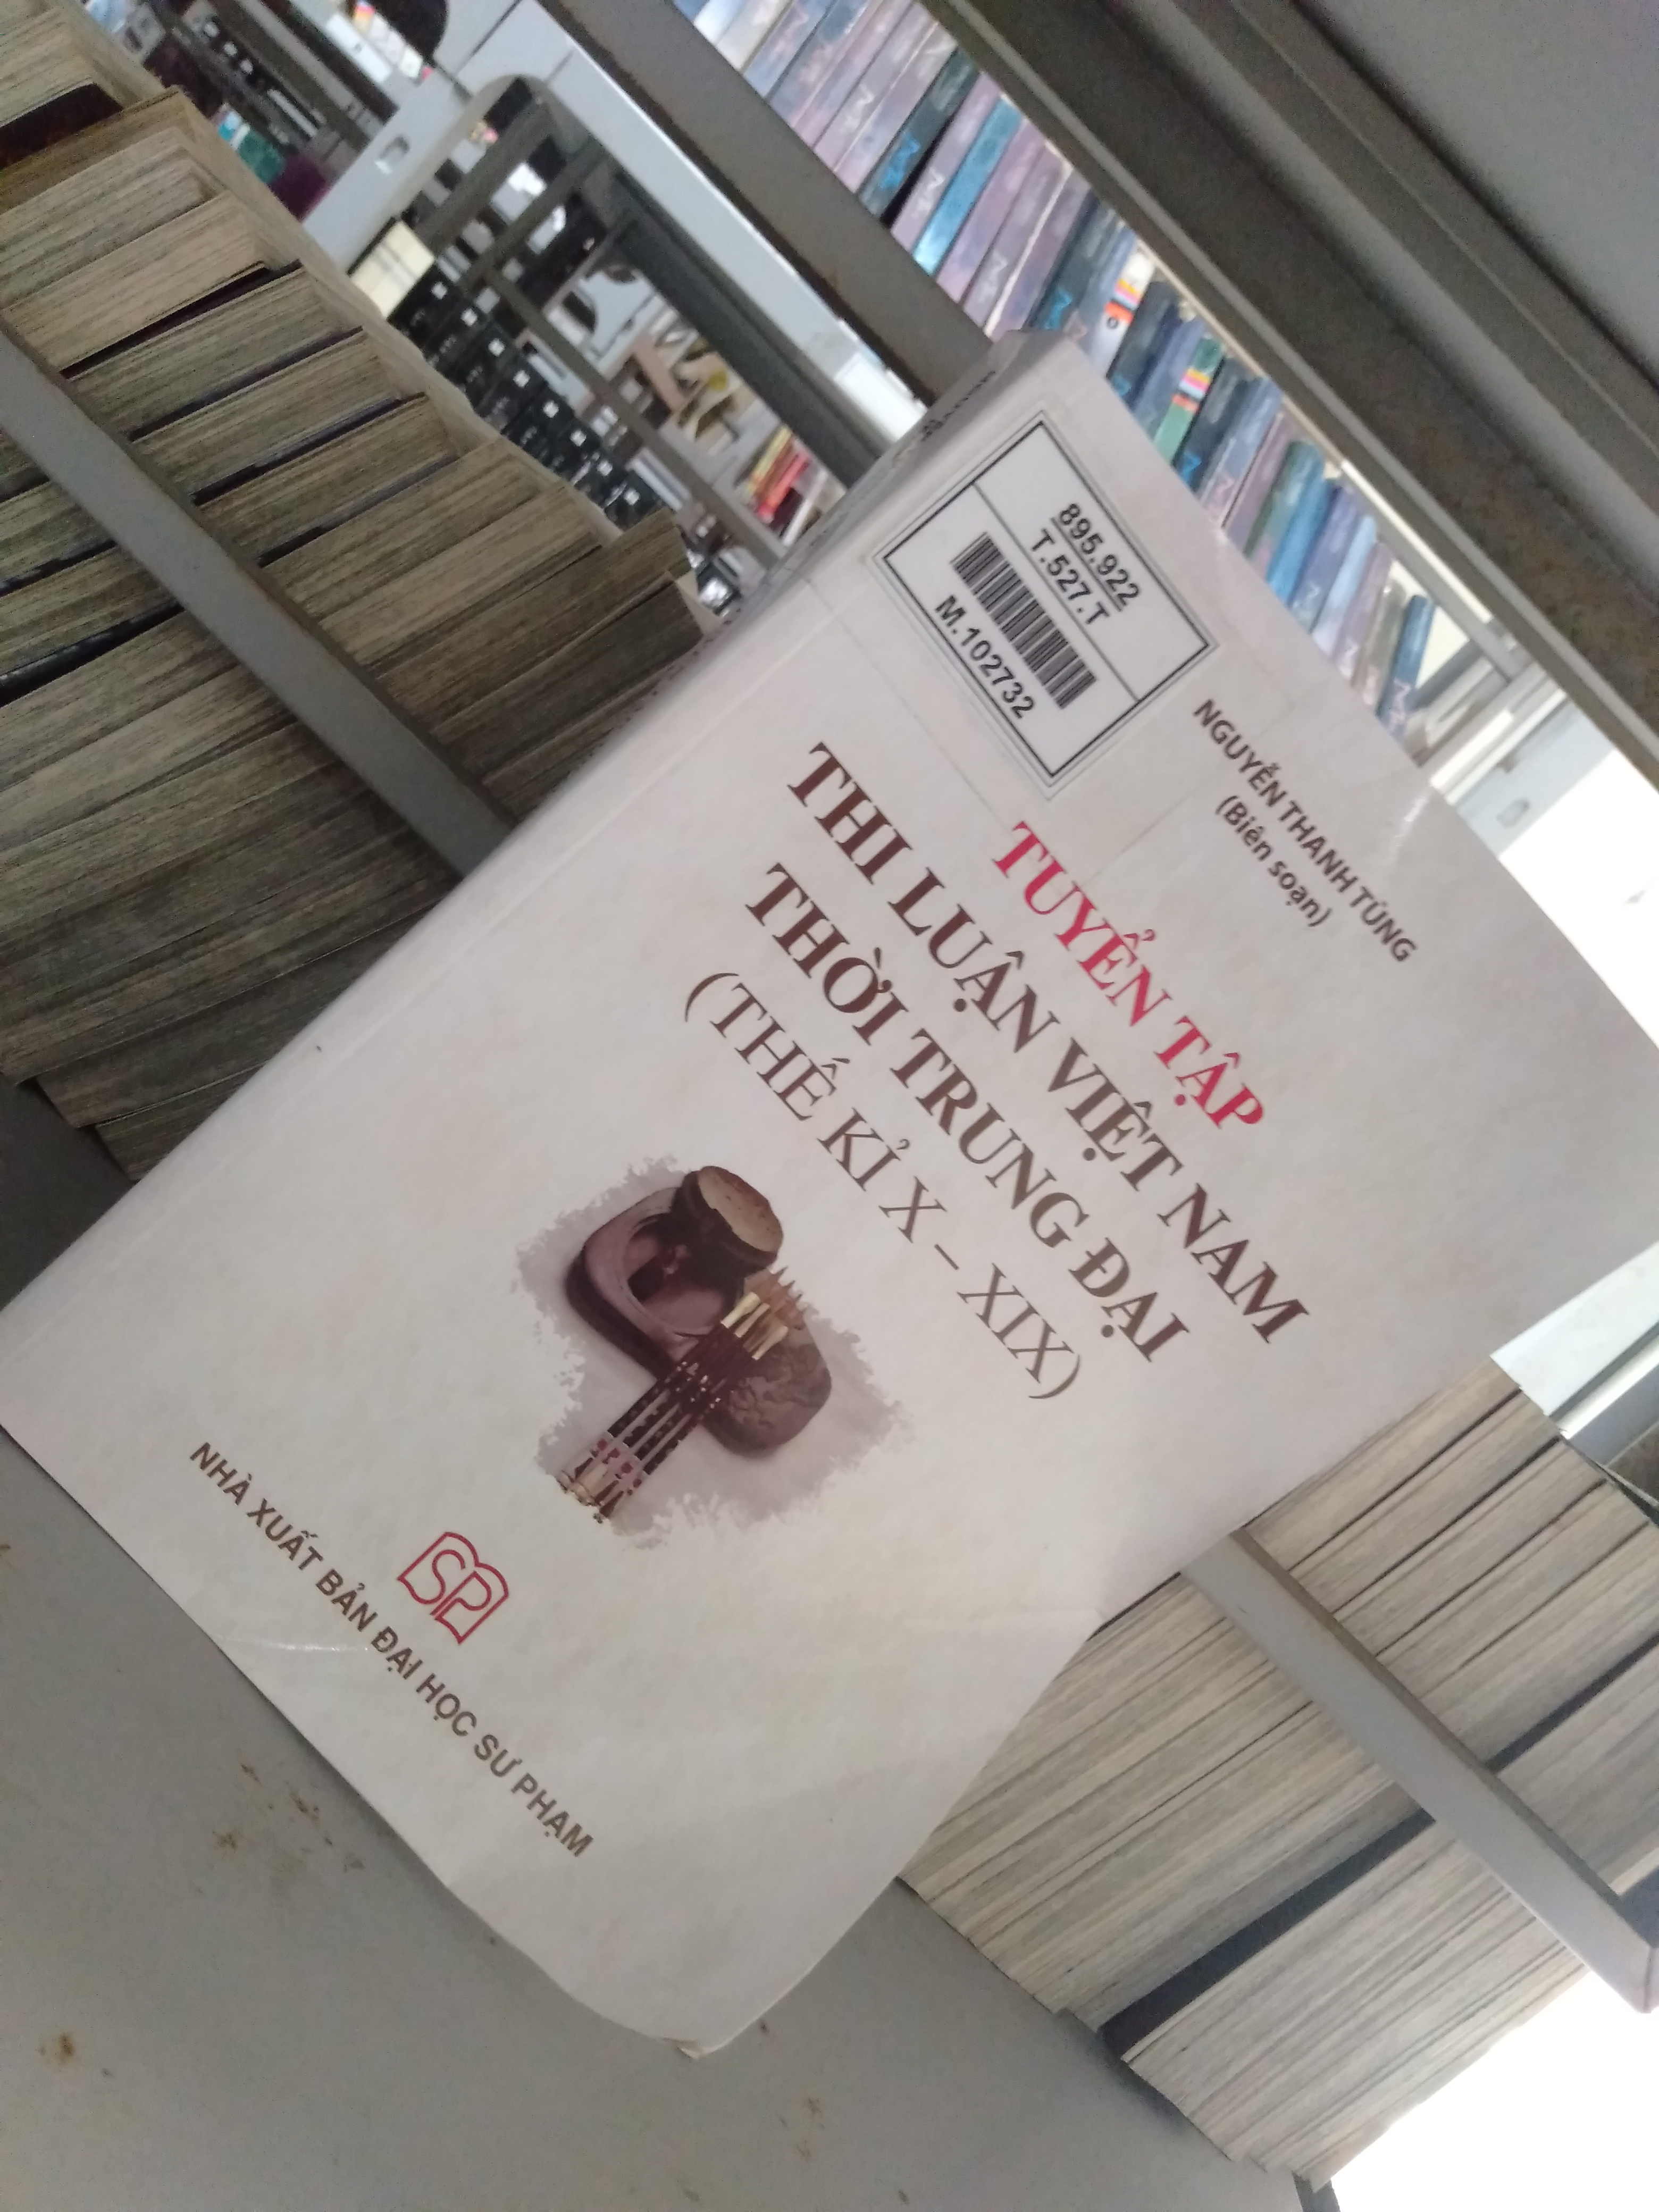 895.922
T.527.T
M.102732
NGUYỄN THANH TÙNG
(Biên soạn)
TUYỂN TẬP
THI LUẬN VIỆT NAM
THỜI TRUNG ĐẠI
(THẾ KỈ X – XIX)
SP
NHÀ XUẤT BẢN ĐẠI HỌC SƯ PHẠM